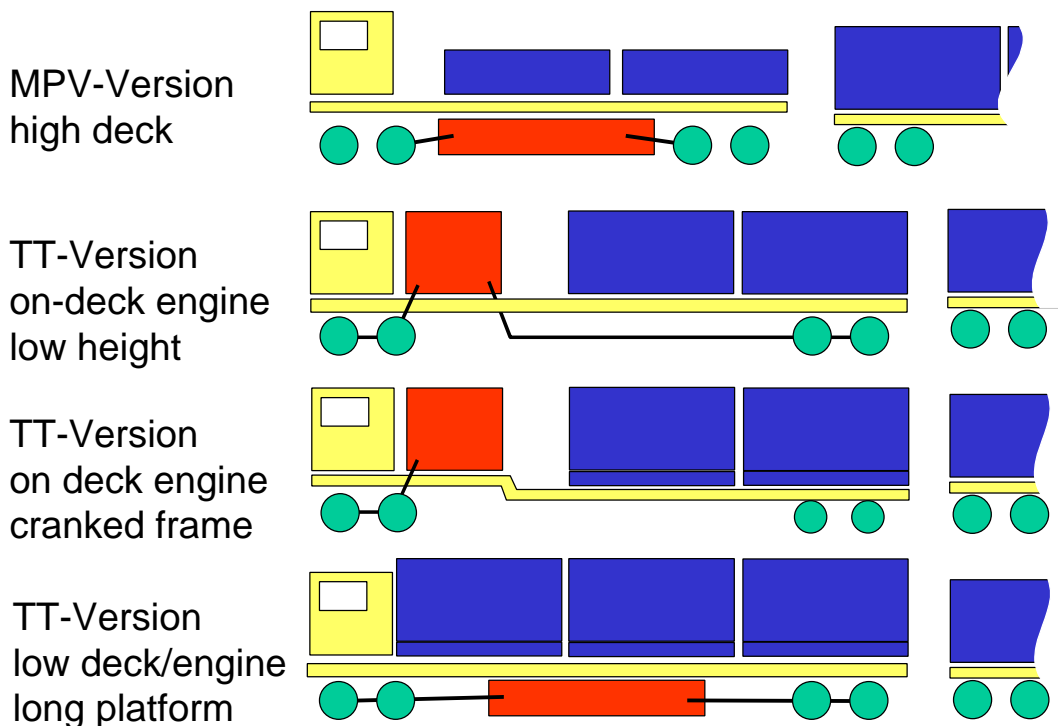 MPV-Version
high deck
TT-Version
on-deck engine
low height
TT-Version
on deck engine
cranked frame
TT-Version
low deck/engine
long platform